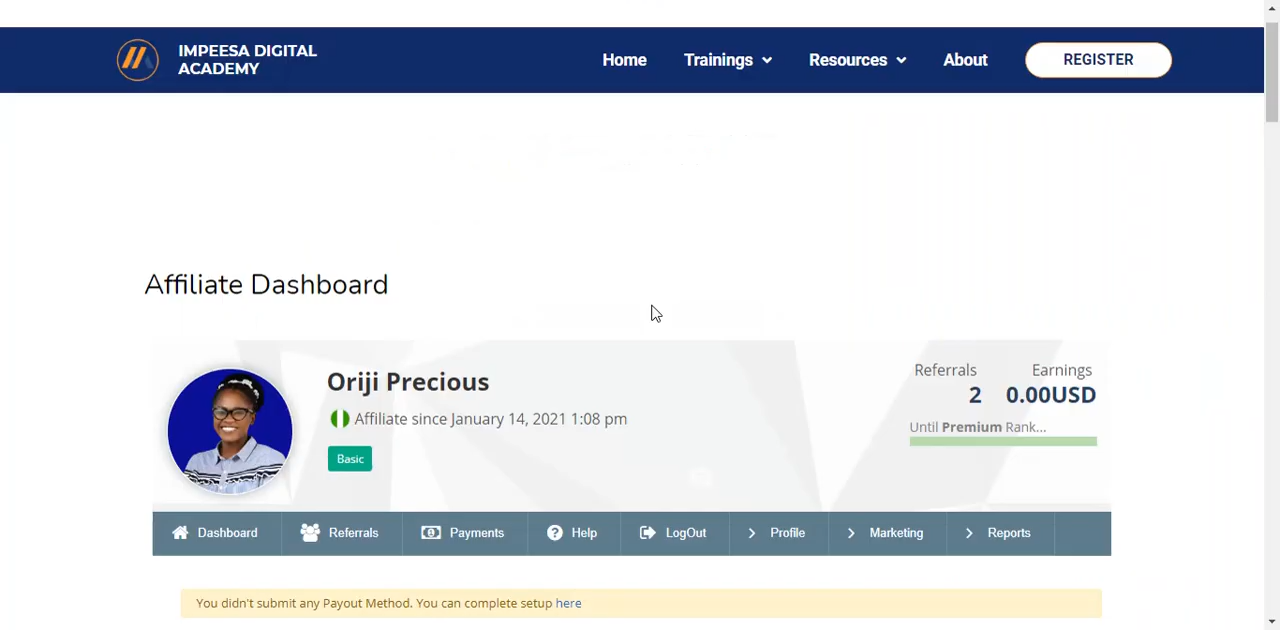 IMPEESA DIGITAL
ACADEMY
Home Trainings Resources About REGISTER
Affiliate Dashboard
Oriji Precious
Affiliate since January 14, 2021 1:08 pm
Basic
Referrals Earnings
2 0.00USD
Until Premium Rank...
Dashboard Referrals Payments Help LogOut Profile Marketing Reports
You didn't submit any Payout Method. You can complete setup here